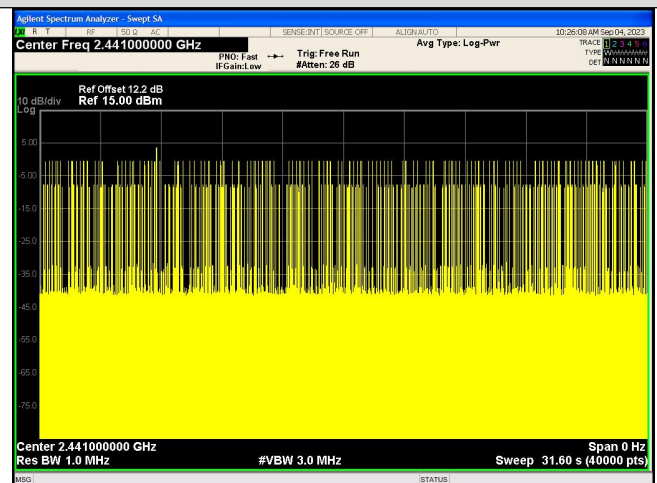 Agilent Spectrum Analyzer - Swept SA
LXI R T RF 50 Ω AC SENSE:INT SOURCE OFF ALIGNAUTO 10:26:08 AM Sep 04, 2023
Center Freq 2.441000000 GHz Avg Type: Log-Pwr TRACE 1 2 3 4 5 6
PNO: Fast Trig: Free Run TYPE
IFGain:Low #Atten: 26 dB DET N N N N N N
Ref Offset 12.2 dB
10 dB/div Ref 15.00 dBm
Log
5.00
-5.00
-15.0
-25.0
-35.0
-45.0
-55.0
-65.0
-75.0
Center 2.441000000 GHz Span 0 Hz
Res BW 1.0 MHz #VBW 3.0 MHz Sweep 31.60 s (40000 pts)
MSG STATUS